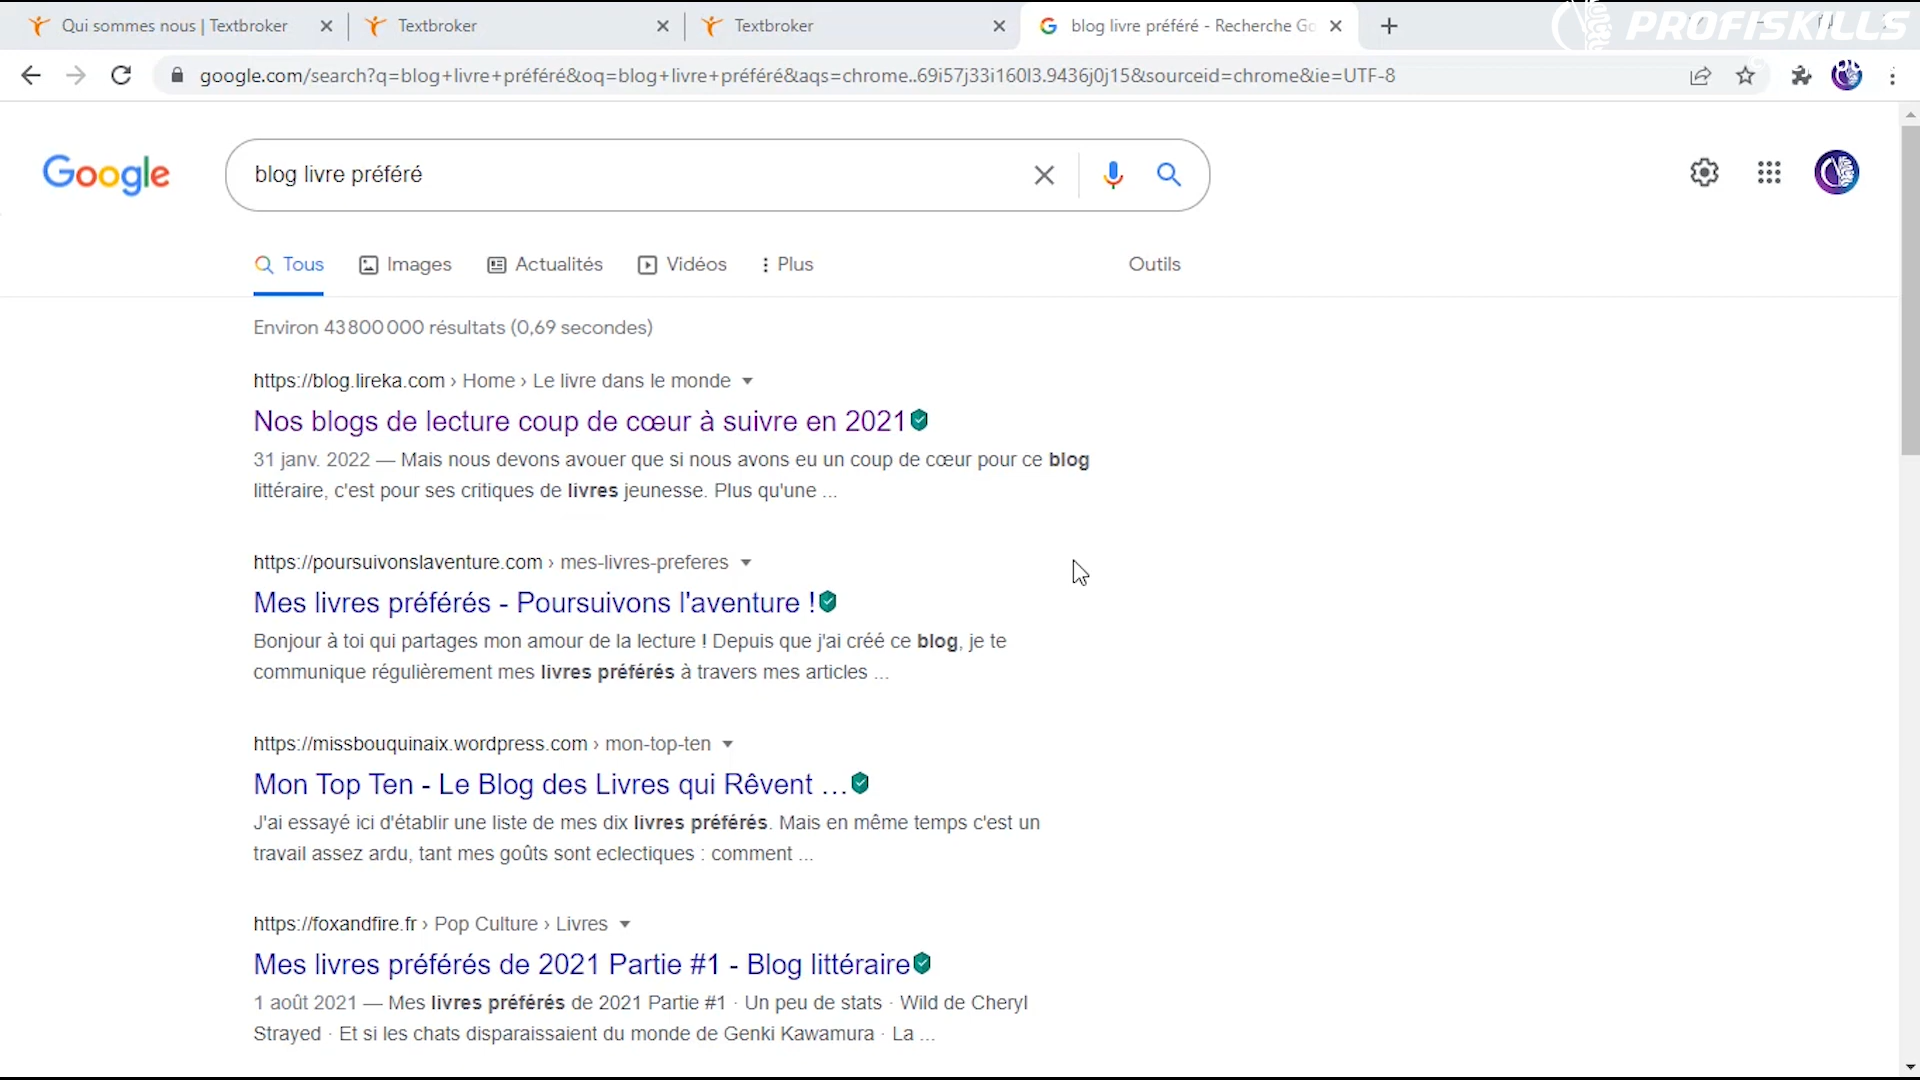 Qui sommes nous | Textbroker
Textbroker
Textbroker
blog livre préféré - Recherche Go
PROFISKILLS
google.com/search?q=blog+livre+préféré&oq=blog+livre+préféré&aqs=chrome..69i57j33i160l3.9436j0j15&sourceid=chrome&ie=UTF-8
Google
blog livre préféré
Tous
Images
Actualités
Vidéos
Plus
Outils
Environ 43 800 000 résultats (0,69 secondes)
https://blog.lireka.com › Home › Le livre dans le monde
Nos blogs de lecture coup de cœur à suivre en 2021
31 janv. 2022 — Mais nous devons avouer que si nous avons eu un coup de cœur pour ce blog
littéraire, c'est pour ses critiques de livres jeunesse. Plus qu'une ...
https://poursuivonslaventure.com › mes-livres-preferes
Mes livres préférés - Poursuivons l'aventure !
Bonjour à toi qui partages mon amour de la lecture ! Depuis que j'ai créé ce blog, je te
communique régulièrement mes livres préférés à travers mes articles ...
https://missbouquinaix.wordpress.com › mon-top-ten
Mon Top Ten - Le Blog des Livres qui Rêvent ...
J'ai essayé ici d'établir une liste de mes dix livres préférés. Mais en même temps c'est un
travail assez ardu, tant mes goûts sont eclectiques : comment ...
https://foxandfire.fr › Pop Culture › Livres
Mes livres préférés de 2021 Partie #1 - Blog littéraire
1 août 2021 — Mes livres préférés de 2021 Partie #1 · Un peu de stats · Wild de Cheryl
Strayed · Et si les chats disparaissaient du monde de Genki Kawamura · La ...